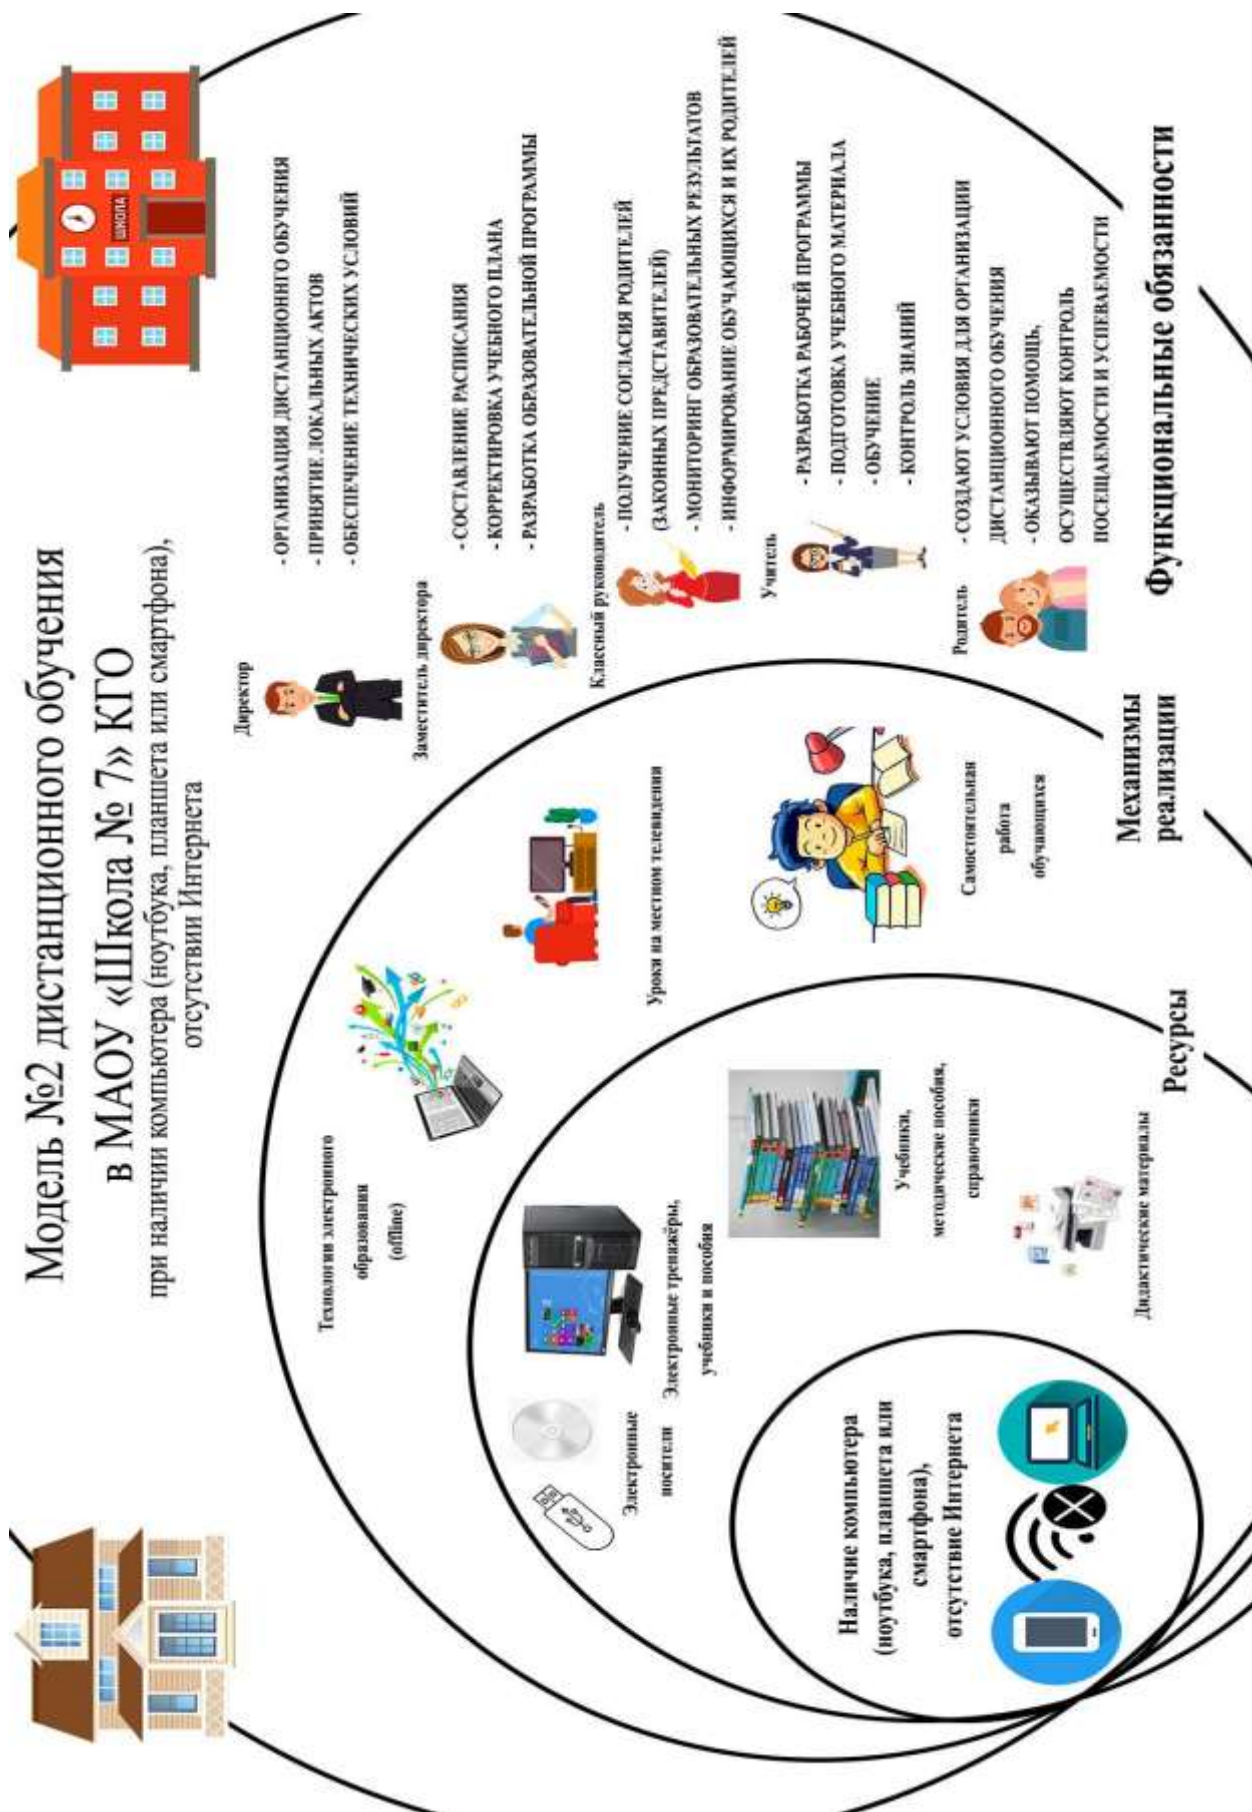 Модель №2 дистанционного обучения
в МАОУ «Школа № 7» КГО
при наличии компьютера (ноутбука, планшета или смартфона),
отсутствии Интернета
ШКОЛА
Директор
- ОРГАНИЗАЦИЯ ДИСТАНЦИОННОГО ОБУЧЕНИЯ
- ПРИНЯТИЕ ЛОКАЛЬНЫХ АКТОВ
- ОБЕСПЕЧЕНИЕ ТЕХНИЧЕСКИХ УСЛОВИЙ
Заместитель директора
- СОСТАВЛЕНИЕ РАСПИСАНИЯ
- КОРРЕКТИРОВКА УЧЕБНОГО ПЛАНА
- РАЗРАБОТКА ОБРАЗОВАТЕЛЬНОЙ ПРОГРАММЫ
Классный руководитель
- ПОЛУЧЕНИЕ СОГЛАСИЯ РОДИТЕЛЕЙ
(ЗАКОННЫХ ПРЕДСТАВИТЕЛЕЙ)
- МОНИТОРИНГ ОБРАЗОВАТЕЛЬНЫХ РЕЗУЛЬТАТОВ
- ИНФОРМИРОВАНИЕ ОБУЧАЮЩИХСЯ И ИХ РОДИТЕЛЕЙ
Учитель
- РАЗРАБОТКА РАБОЧЕЙ ПРОГРАММЫ
- ПОДГОТОВКА УЧЕБНОГО МАТЕРИАЛА
- ОБУЧЕНИЕ
- КОНТРОЛЬ ЗНАНИЙ
Родитель
- СОЗДАЮТ УСЛОВИЯ ДЛЯ ОРГАНИЗАЦИИ
ДИСТАНЦИОННОГО ОБУЧЕНИЯ
- ОКАЗЫВАЮТ ПОМОЩЬ,
ОСУЩЕСТВЛЯЮТ КОНТРОЛЬ
ПОСЕЩАЕМОСТИ И УСПЕВАЕМОСТИ
Функциональные обязанности
Технологии электронного
образования
(offline)
Уроки на местном телевидении
Самостоятельная
работа
обучающихся
Механизмы
реализации
Электронные
носители
Электронные тренажёры,
учебники и пособия
Учебники,
методические пособия,
справочники
Дидактические материалы
Ресурсы
Наличие компьютера
(ноутбука, планшета или
смартфона),
отсутствие Интернета